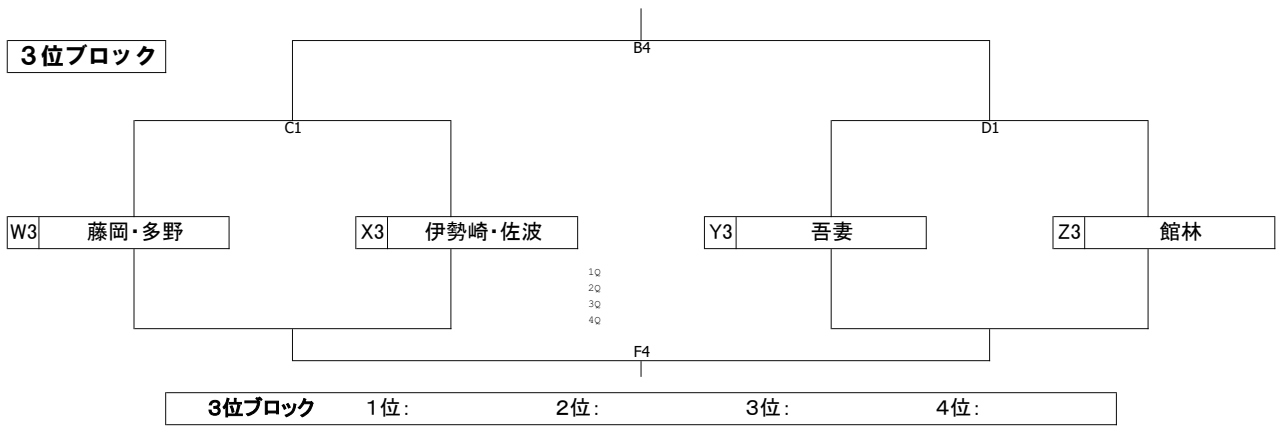 B4
3位ブロック
C1 D1
W3 藤岡・多野 X3 伊勢崎・佐波 Y3 吾妻 Z3 館林
1Q
2Q
3Q
4Q
F4
3位ブロック 1位: 2位: 3位: 4位: